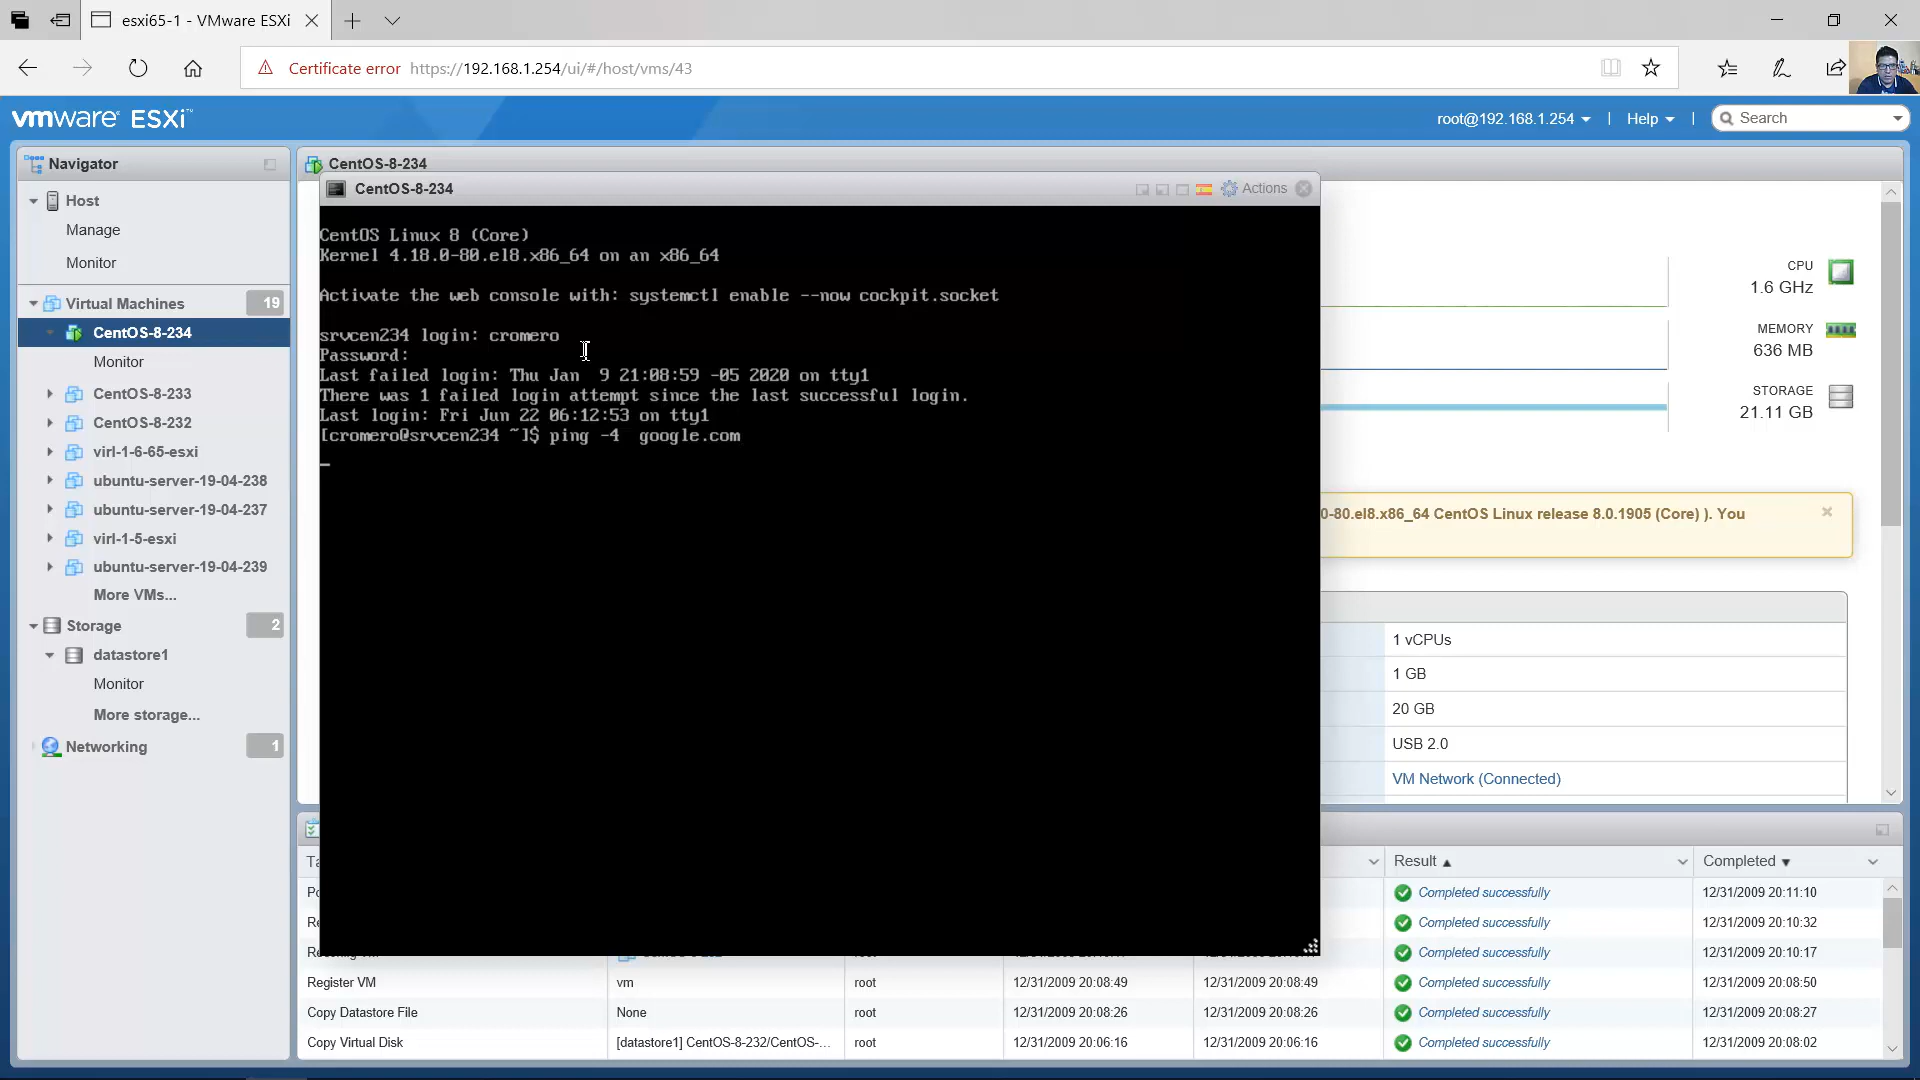 esxi65-1 - VMware ESXi
Certificate error https://192.168.1.254/ui/#/host/vms/43
vmware ESXi™
root@192.168.1.254 | Help | Search
Navigator
Host
Manage
Monitor
Virtual Machines 19
CentOS-8-234
Monitor
CentOS-8-233
CentOS-8-232
virl-1-6-65-esxi
ubuntu-server-19-04-238
ubuntu-server-19-04-237
virl-1-5-esxi
ubuntu-server-19-04-239
More VMs...
Storage 2
datastore1
Monitor
More storage...
Networking 1
CentOS-8-234
CentOS-8-234 Actions
CentOS Linux 8 (Core)
Kernel 4.18.0-80.el8.x86_64 on an x86_64
Activate the web console with: systemctl enable --now cockpit.socket
srvcen234 login: cromero
Password:
Last failed login: Thu Jan  9 21:08:59 -05 2020 on tty1
There was 1 failed login attempt since the last successful login.
Last login: Fri Jun 22 06:12:53 on tty1
[cromero@srvcen234 ~]$ ping -4  google.com
CPU
1.6 GHz
MEMORY
636 MB
STORAGE
21.11 GB
0-80.el8.x86_64 CentOS Linux release 8.0.1905 (Core) ). You
1 vCPUs
1 GB
20 GB
USB 2.0
VM Network (Connected)
Result Completed
Completed successfully 12/31/2009 20:11:10
Completed successfully 12/31/2009 20:10:32
Completed successfully 12/31/2009 20:10:17
Register VM vm root 12/31/2009 20:08:49 12/31/2009 20:08:49 Completed successfully 12/31/2009 20:08:50
Copy Datastore File None root 12/31/2009 20:08:26 12/31/2009 20:08:26 Completed successfully 12/31/2009 20:08:27
Copy Virtual Disk [datastore1] CentOS-8-232/CentOS-... root 12/31/2009 20:06:16 12/31/2009 20:06:16 Completed successfully 12/31/2009 20:08:02